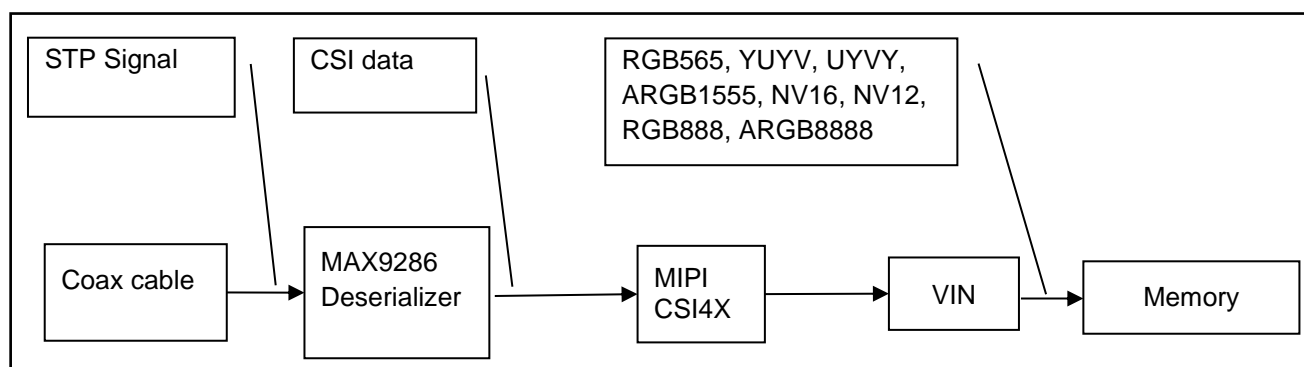 STP Signal
CSI data
RGB565, YUYV, UYVY,
ARGB1555, NV16, NV12,
RGB888, ARGB8888
Coax cable
MAX9286
Deserializer
MIPI
CSI4X
VIN
Memory